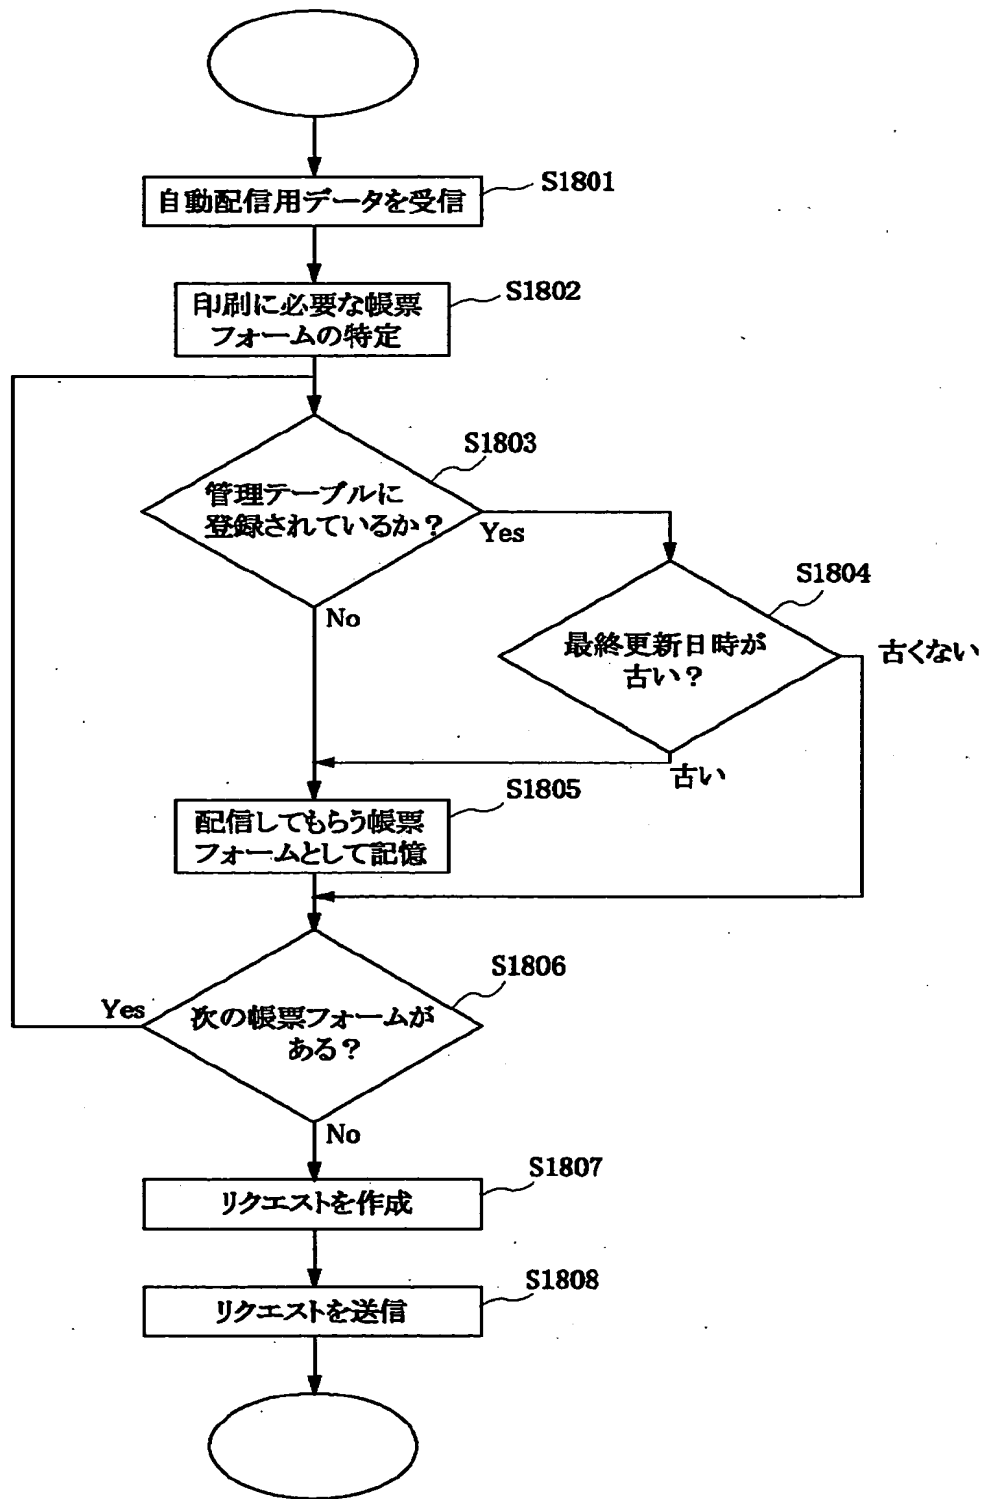 S1801
自動配信用データを受信
S1802
印刷に必要な帳票
フォームの特定
S1803
管理テーブルに
登録されているか?
Yes
No
S1804
最終更新日時が
古い?
古くない
古い
S1805
配信してもらう帳票
フォームとして記憶
S1806
次の帳票フォームが
ある?
Yes
No
S1807
リクエストを作成
S1808
リクエストを送信